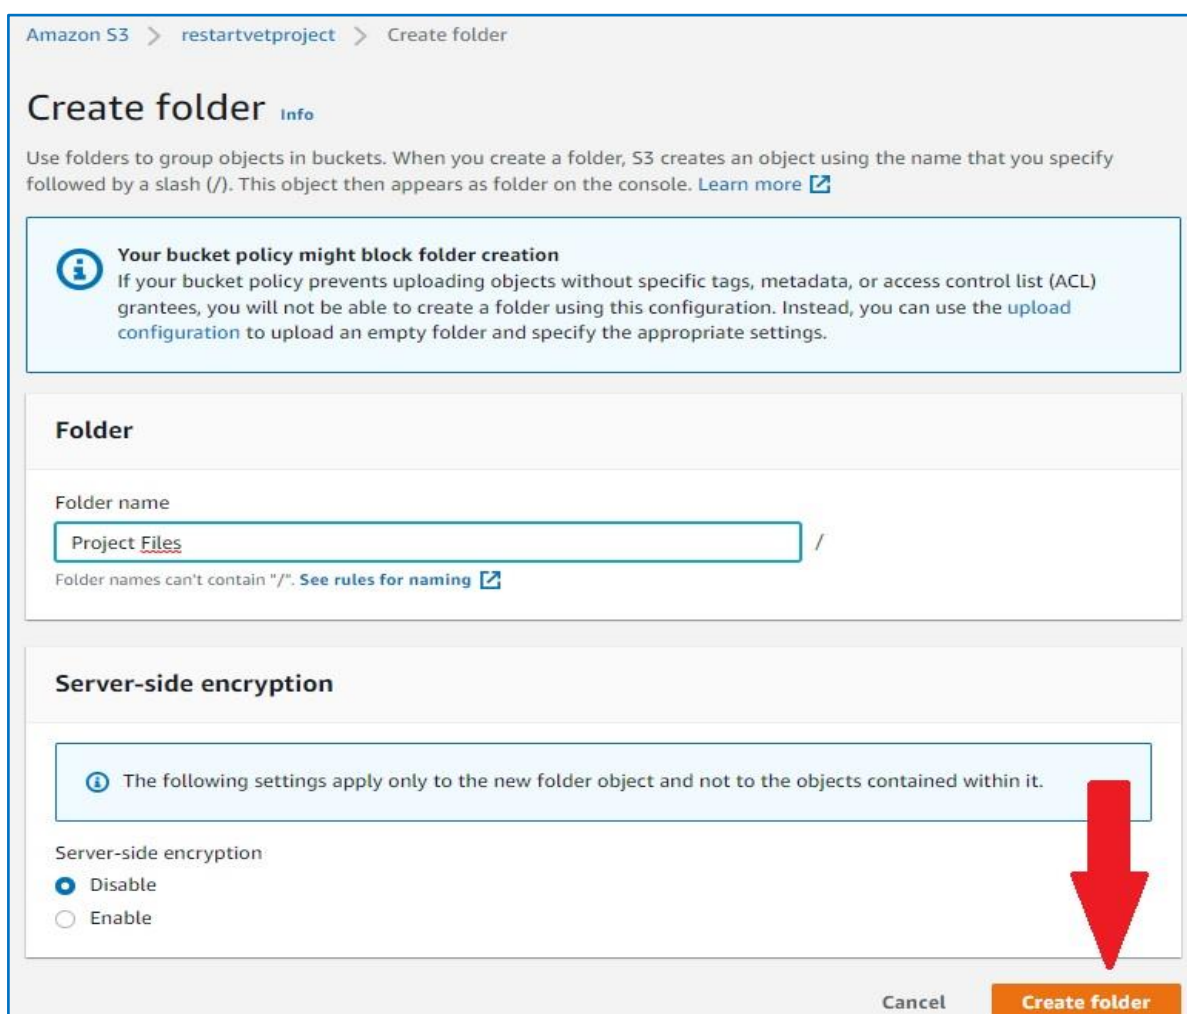 Amazon S3 > restartvetproject > Create folder
Create folder Info
Use folders to group objects in buckets. When you create a folder, S3 creates an object using the name that you specify
followed by a slash (/). This object then appears as folder on the console. Learn more
Your bucket policy might block folder creation
If your bucket policy prevents uploading objects without specific tags, metadata, or access control list (ACL)
grantees, you will not be able to create a folder using this configuration. Instead, you can use the upload
configuration to upload an empty folder and specify the appropriate settings.
Folder
Folder name
Project Files /
Folder names can't contain "/". See rules for naming
Server-side encryption
The following settings apply only to the new folder object and not to the objects contained within it.
Server-side encryption
Disable
Enable
Cancel Create folder